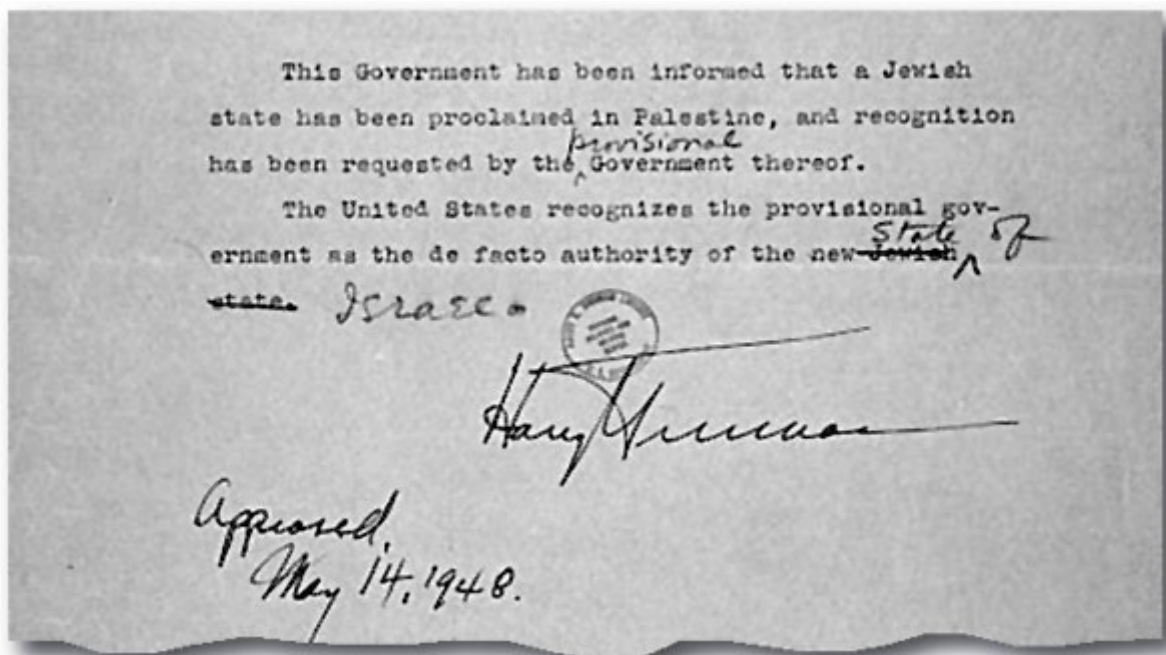 This Government has been informed that a Jewish
state has been proclaimed in Palestine, and recognition
provisional
has been requested by the ^ Government thereof.
The United States recognizes the provisional gov-
State of
ernment as the de facto authority of the new Jewish ^
state. Israel.
Harry Truman
Approved,
May 14, 1948.